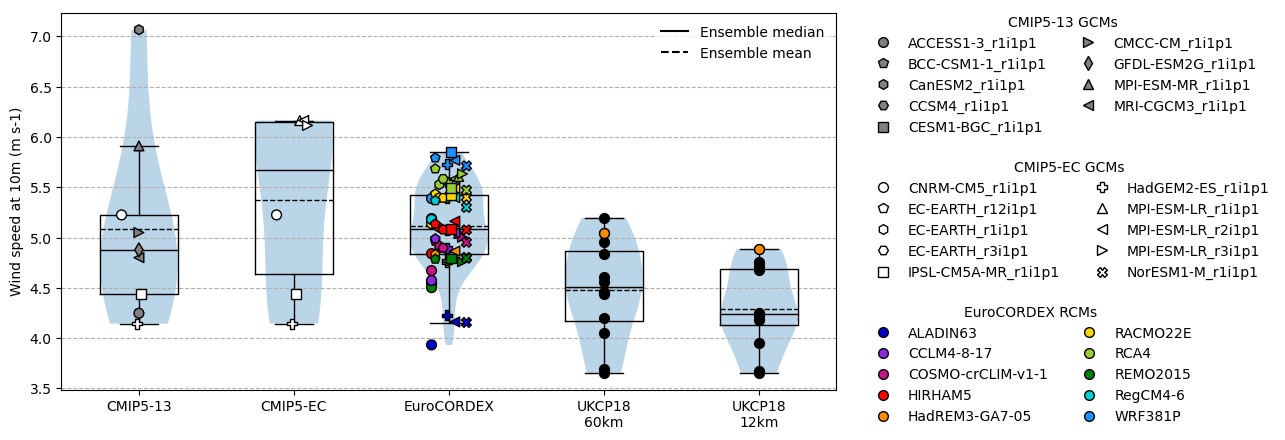 Wind speed at 10m (m s-1)
7.0
6.5
6.0
5.5
5.0
4.5
4.0
3.5
Ensemble median
Ensemble mean
CMIP5-13
CMIP5-EC
EuroCORDEX
UKCP18
60km
UKCP18
12km
CMIP5-13 GCMs
ACCESS1-3_r1i1p1
BCC-CSM1-1_r1i1p1
CanESM2_r1i1p1
CCSM4_r1i1p1
CESM1-BGC_r1i1p1
CMCC-CM_r1i1p1
GFDL-ESM2G_r1i1p1
MPI-ESM-MR_r1i1p1
MRI-CGCM3_r1i1p1
CMIP5-EC GCMs
CNRM-CM5_r1i1p1
EC-EARTH_r12i1p1
EC-EARTH_r1i1p1
EC-EARTH_r3i1p1
IPSL-CM5A-MR_r1i1p1
HadGEM2-ES_r1i1p1
MPI-ESM-LR_r1i1p1
MPI-ESM-LR_r2i1p1
MPI-ESM-LR_r3i1p1
NorESM1-M_r1i1p1
EuroCORDEX RCMs
ALADIN63
CCLM4-8-17
COSMO-crCLIM-v1-1
HIRHAM5
HadREM3-GA7-05
RACMO22E
RCA4
REMO2015
RegCM4-6
WRF381P